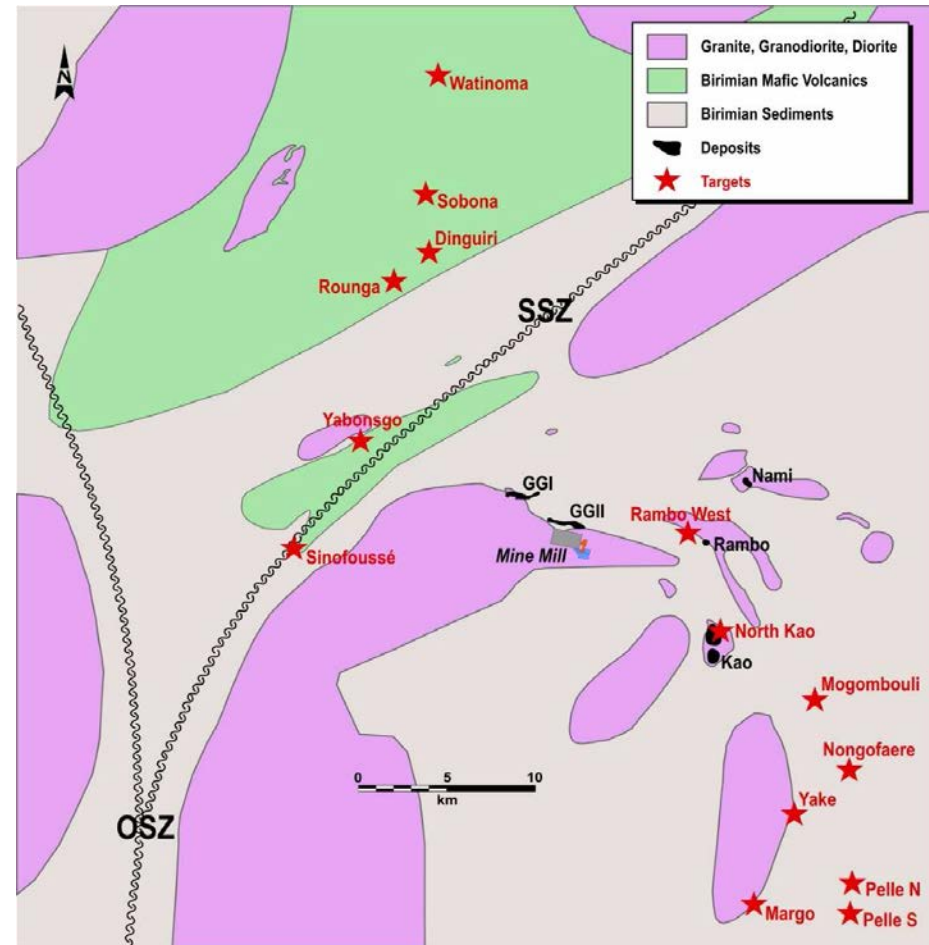 N
Granite, Granodiorite, Diorite
Birimian Mafic Volcanics
Birimian Sediments
Deposits
Targets
Watinoma
Sobona
Dinguiri
Rounga
SSZ
Yabonsgo
GGI
Nami
GGII
Rambo West
Rambo
Mine Mill
Sinofoussé
North Kao
Kao
Mogombouli
Nongofaere
0 5 10
km
Yake
OSZ
Pelle N
Margo
Pelle S